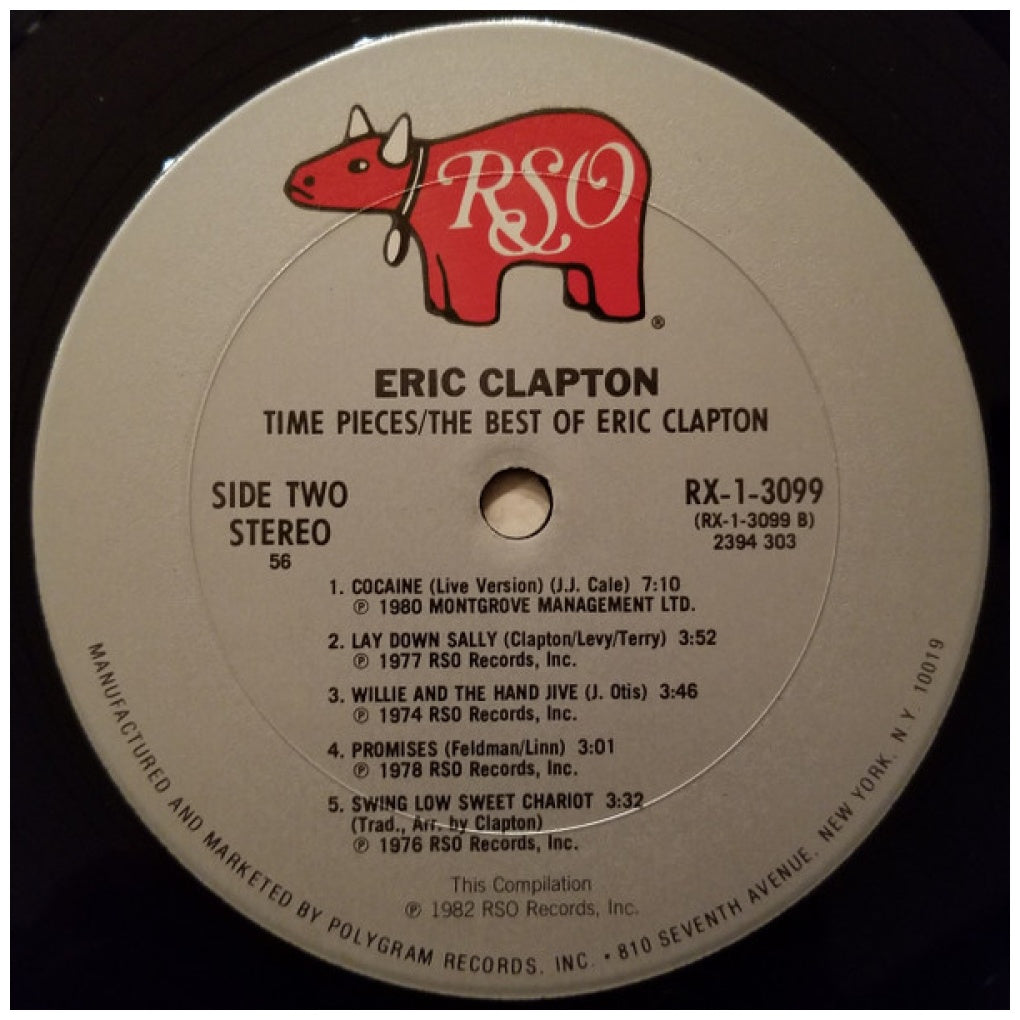 RSO
®
ERIC CLAPTON
TIME PIECES/THE BEST OF ERIC CLAPTON
SIDE TWO
STEREO
56
RX-1-3099
(RX-1-3099 B)
2394 303
1. COCAINE (Live Version) (J.J. Cale) 7:10
℗ 1980 MONTGROVE MANAGEMENT LTD.
2. LAY DOWN SALLY (Clapton/Levy/Terry) 3:52
℗ 1977 RSO Records, Inc.
3. WILLIE AND THE HAND JIVE (J. Otis) 3:46
℗ 1974 RSO Records, Inc.
4. PROMISES (Feldman/Linn) 3:01
℗ 1978 RSO Records, Inc.
5. SWING LOW SWEET CHARIOT 3:32
(Trad., Arr. by Clapton)
℗ 1976 RSO Records, Inc.
This Compilation
℗ 1982 RSO Records, Inc.
MANUFACTURED AND MARKETED BY POLYGRAM RECORDS, INC. • 810 SEVENTH AVENUE, NEW YORK, N.Y. 10019